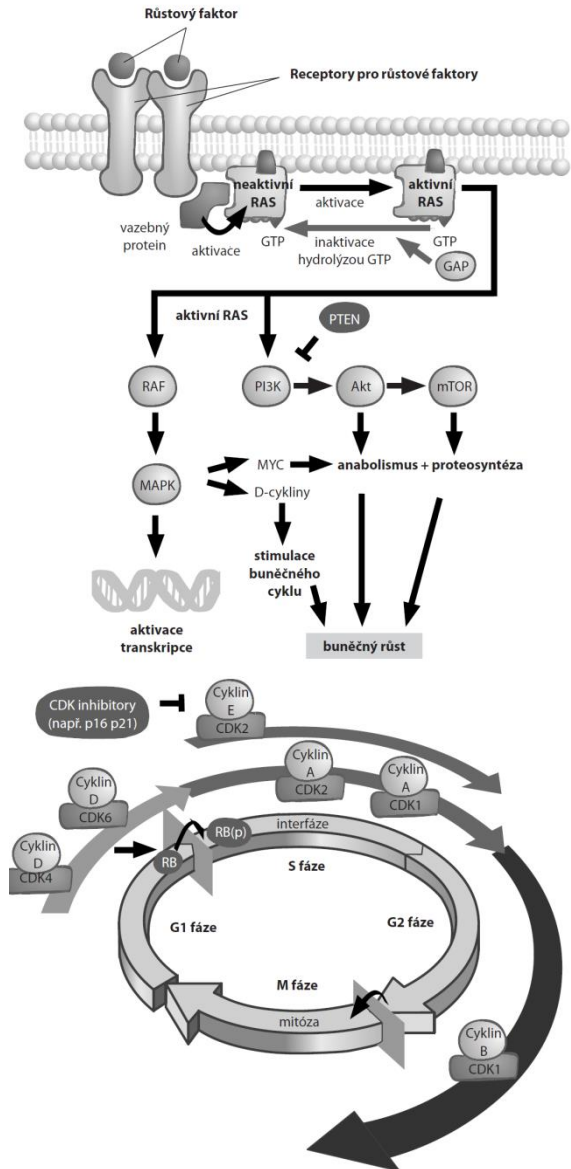 Růstový faktor
Receptory pro růstové faktory
neaktivní
RAS
aktivní
RAS
aktivace
vazebný
protein
aktivace
GTP
inaktivace
hydrolýzou GTP
GTP
GAP
aktivní RAS
PTEN
RAF
PI3K
Akt
mTOR
MAPK
MYC
anabolismus + proteosyntéza
D-cykliny
stimulace
buněčného
cyklu
aktivace
transkripce
buněčný růst
CDK inhibitory
(např. p16 p21)
Cyklin
E
CDK2
Cyklin
A
CDK2
Cyklin
A
CDK1
Cyklin
D
CDK6
Cyklin
D
CDK4
RB
RB(p)
interfáze
S fáze
G1 fáze
G2 fáze
M fáze
mitóza
Cyklin
B
CDK1